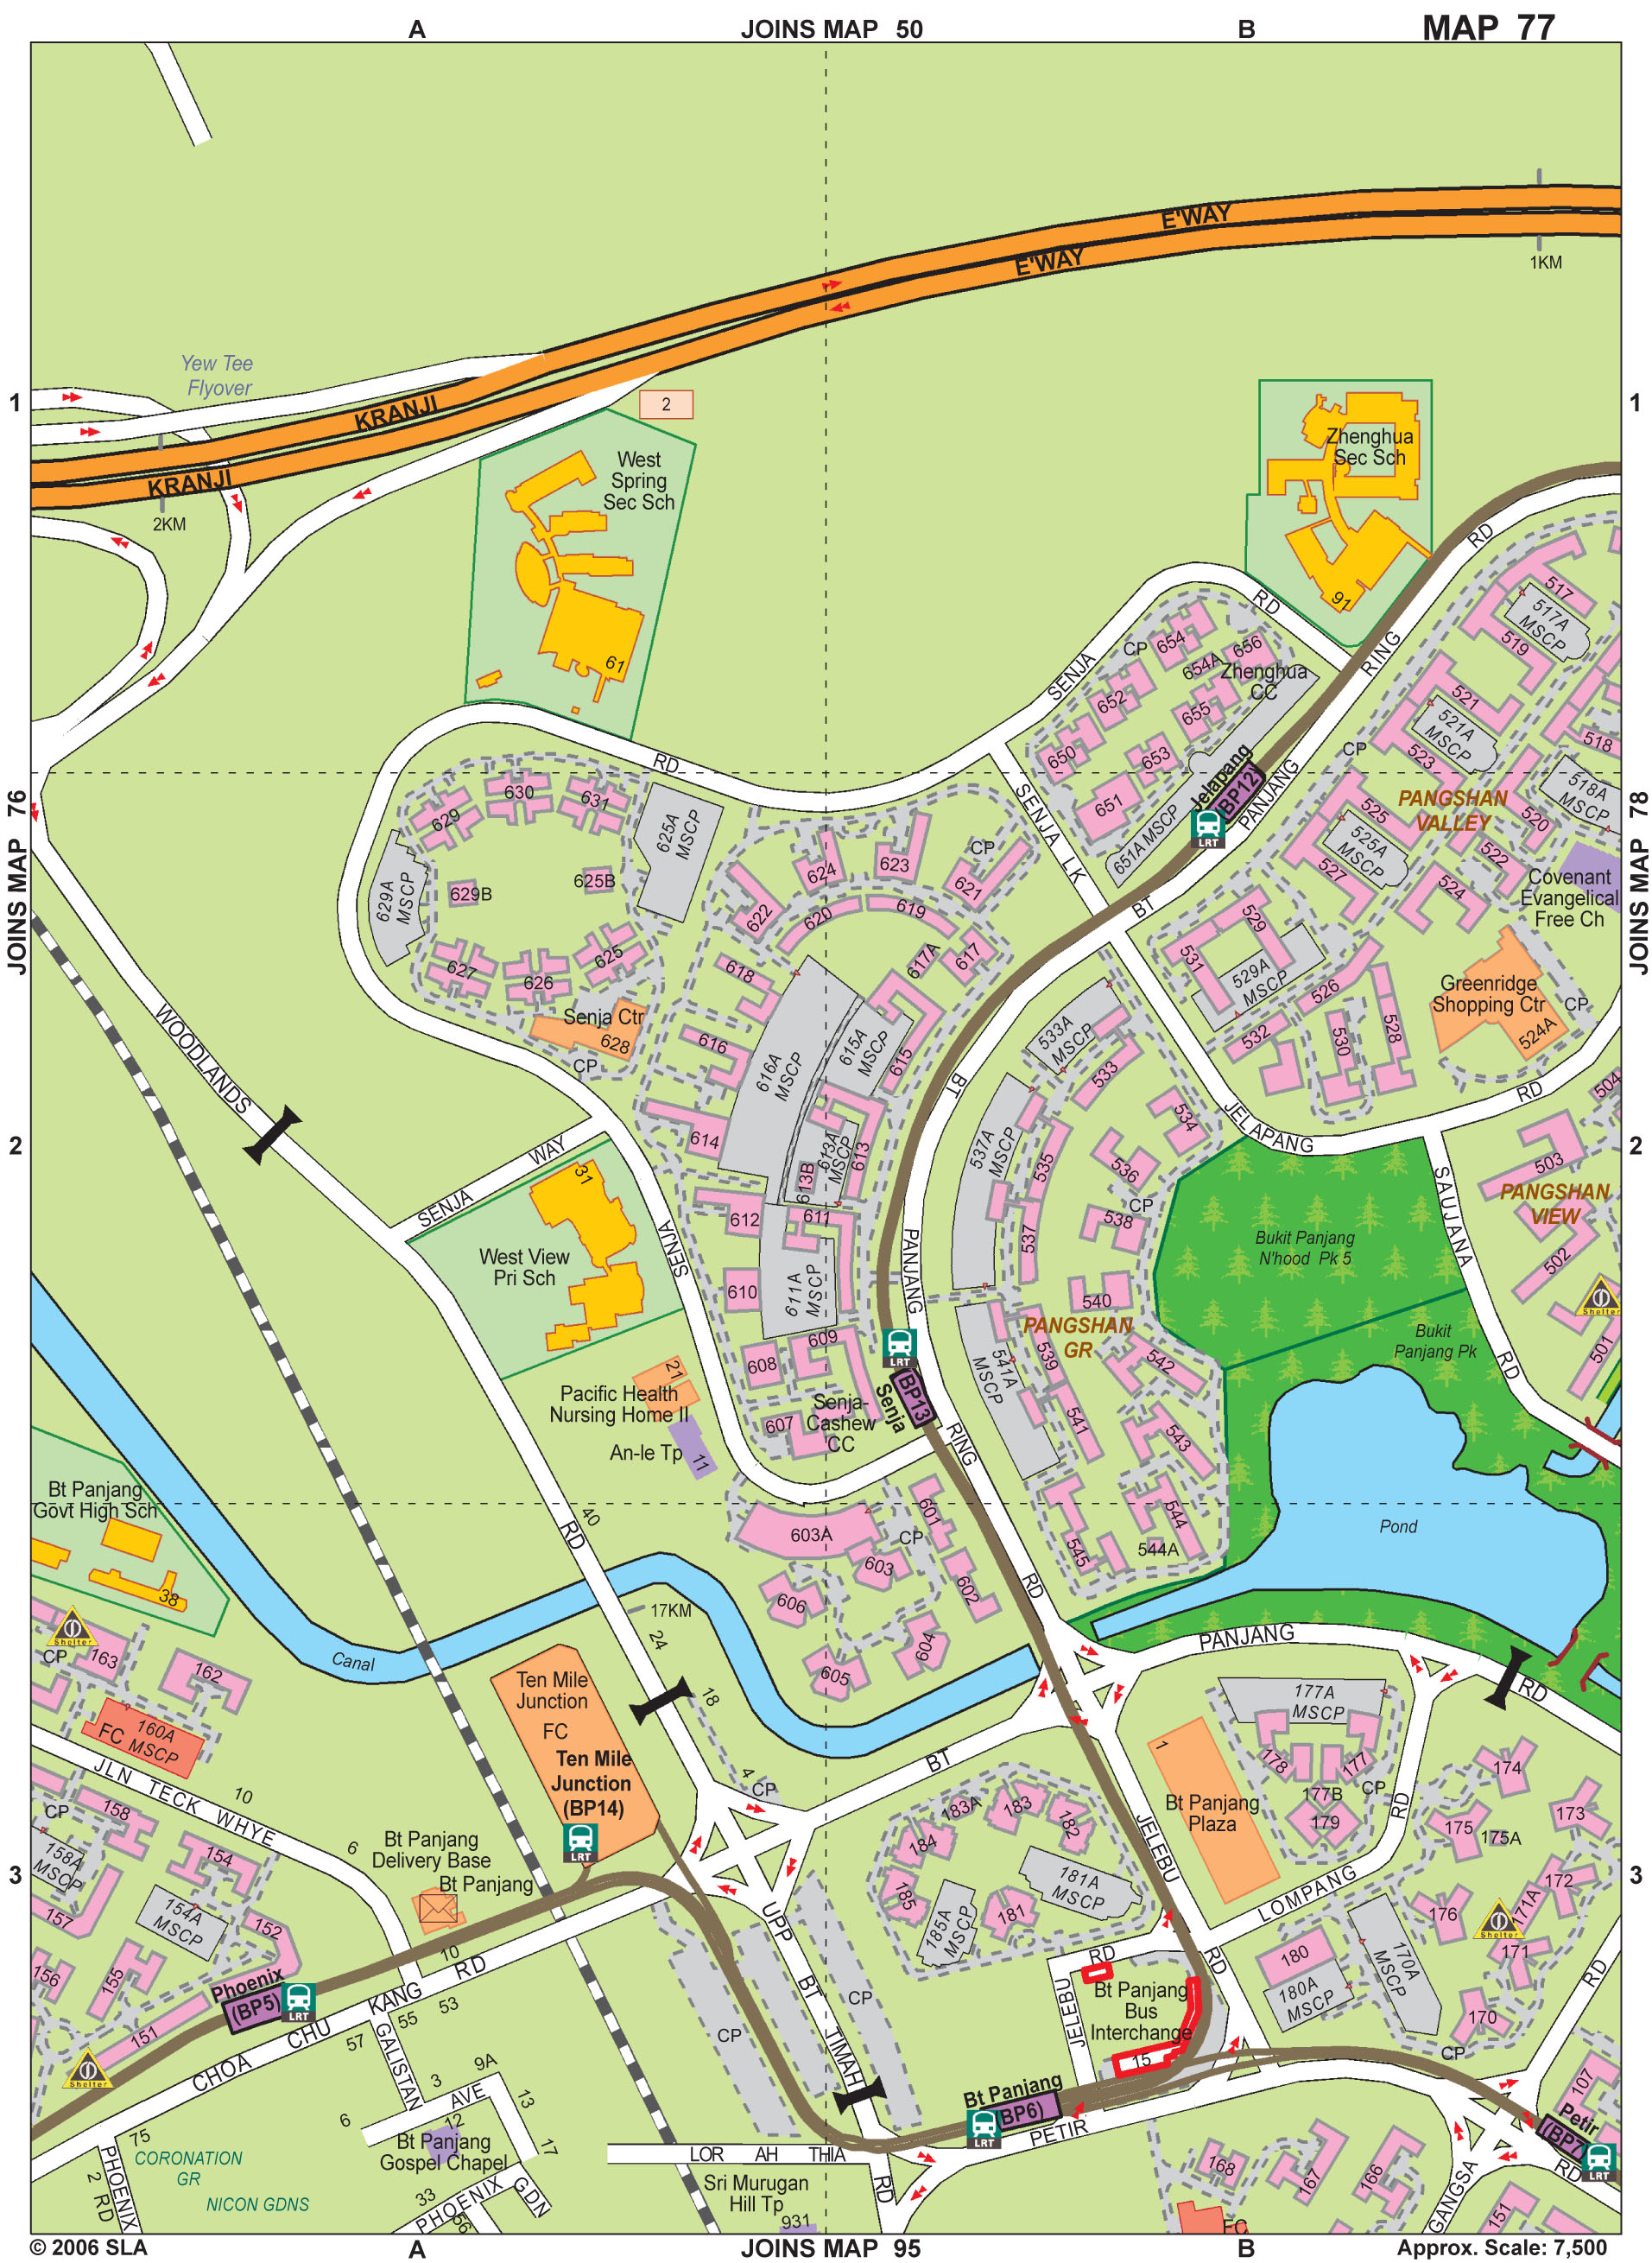 A
JOINS MAP 50
B
MAP 77
E'WAY
E'WAY
1KM
Yew Tee
Flyover
1
KRANJI
KRANJI
2KM
2
West
Spring
Sec Sch
61
Zhenghua
Sec Sch
91
1
RD
RD
RING
SENJA
CP
654
654A
656
Zhenghua
CC
652
655
650
653
651
651A MSCP
Jelapang
(BP12)
LRT
PANJANG
BT
517
517A
MSCP
519
521
521A
MSCP
523
518
518A
MSCP
CP
PANGSHAN
VALLEY
525
525A
MSCP
527
520
522
524
Covenant
Evangelical
Free Ch
JOINS MAP 76
JOINS MAP 78
RD
SENJA LK
629
630
631
625A
MSCP
629A
MSCP
629B
625B
627
626
625
Senja Ctr
628
CP
624
623
CP
621
622
620
619
618
617A
617
616
616A
MSCP
615A
MSCP
615
614
613A
MSCP
613B
613
612
611
611A
MSCP
610
609
608
607
Senja-
Cashew
CC
529
531
529A
MSCP
526
532
530
528
Greenridge
Shopping Ctr
524A
CP
RD
504
533A
MSCP
533
534
BT
537A
MSCP
535
536
CP
538
537
540
PANGSHAN
GR
539
541A
MSCP
541
542
543
544
545
544A
JELAPANG
SAUJANA
RD
503
PANGSHAN
VIEW
502
Shelter
501
Bukit Panjang
N'hood Pk 5
Bukit
Panjang Pk
Pond
WOODLANDS
2
2
SENJA
WAY
31
West View
Pri Sch
SENJA
21
Pacific Health
Nursing Home II
An-le Tp
11
PANJANG
LRT
BP13
Senja
RING
RD
Bt Panjang
Govt High Sch
38
Shelter
CP
163
162
160A
FC MSCP
Canal
40
RD
17KM
24
18
4
CP
603A
601
CP
603
602
606
604
605
Ten Mile
Junction
FC
Ten Mile
Junction
(BP14)
LRT
PANJANG
RD
BT
177A
MSCP
178
177
177B
CP
179
RD
1
Bt Panjang
Plaza
JELEBU
LOMPANG
174
173
175
175A
172
171A
176
Shelter
171
170A
MSCP
180
180A
MSCP
170
CP
RD
JLN TECK WHYE
10
6
CP
158
158A
MSCP
154
154A
MSCP
157
152
156
155
151
Shelter
Bt Panjang
Delivery Base
Bt Panjang
10
RD
KANG
CHU
CHOA
Phoenix
(BP5)
LRT
53
55
57
GALISTAN
AVE
3
9A
6
12
13
17
Bt Panjang
Gospel Chapel
33
PHOENIX
GDN
56
75
PHOENIX
2 RD
CORONATION
GR
NICON GDNS
3
3
183A
183
182
184
185
181A
MSCP
181
185A
MSCP
UPP
BT
TIMAH
RD
CP
CP
RD
JELEBU
RD
Bt Panjang
Bus
Interchange
15
Bt Panjang
(BP6)
LRT
PETIR
LOR AH THIA
Sri Murugan
Hill Tp
931
168
167
166
FC
GANGSA
151
107
Petir
(BP7)
LRT
RD
© 2006 SLA
A
JOINS MAP 95
B
Approx. Scale: 7,500